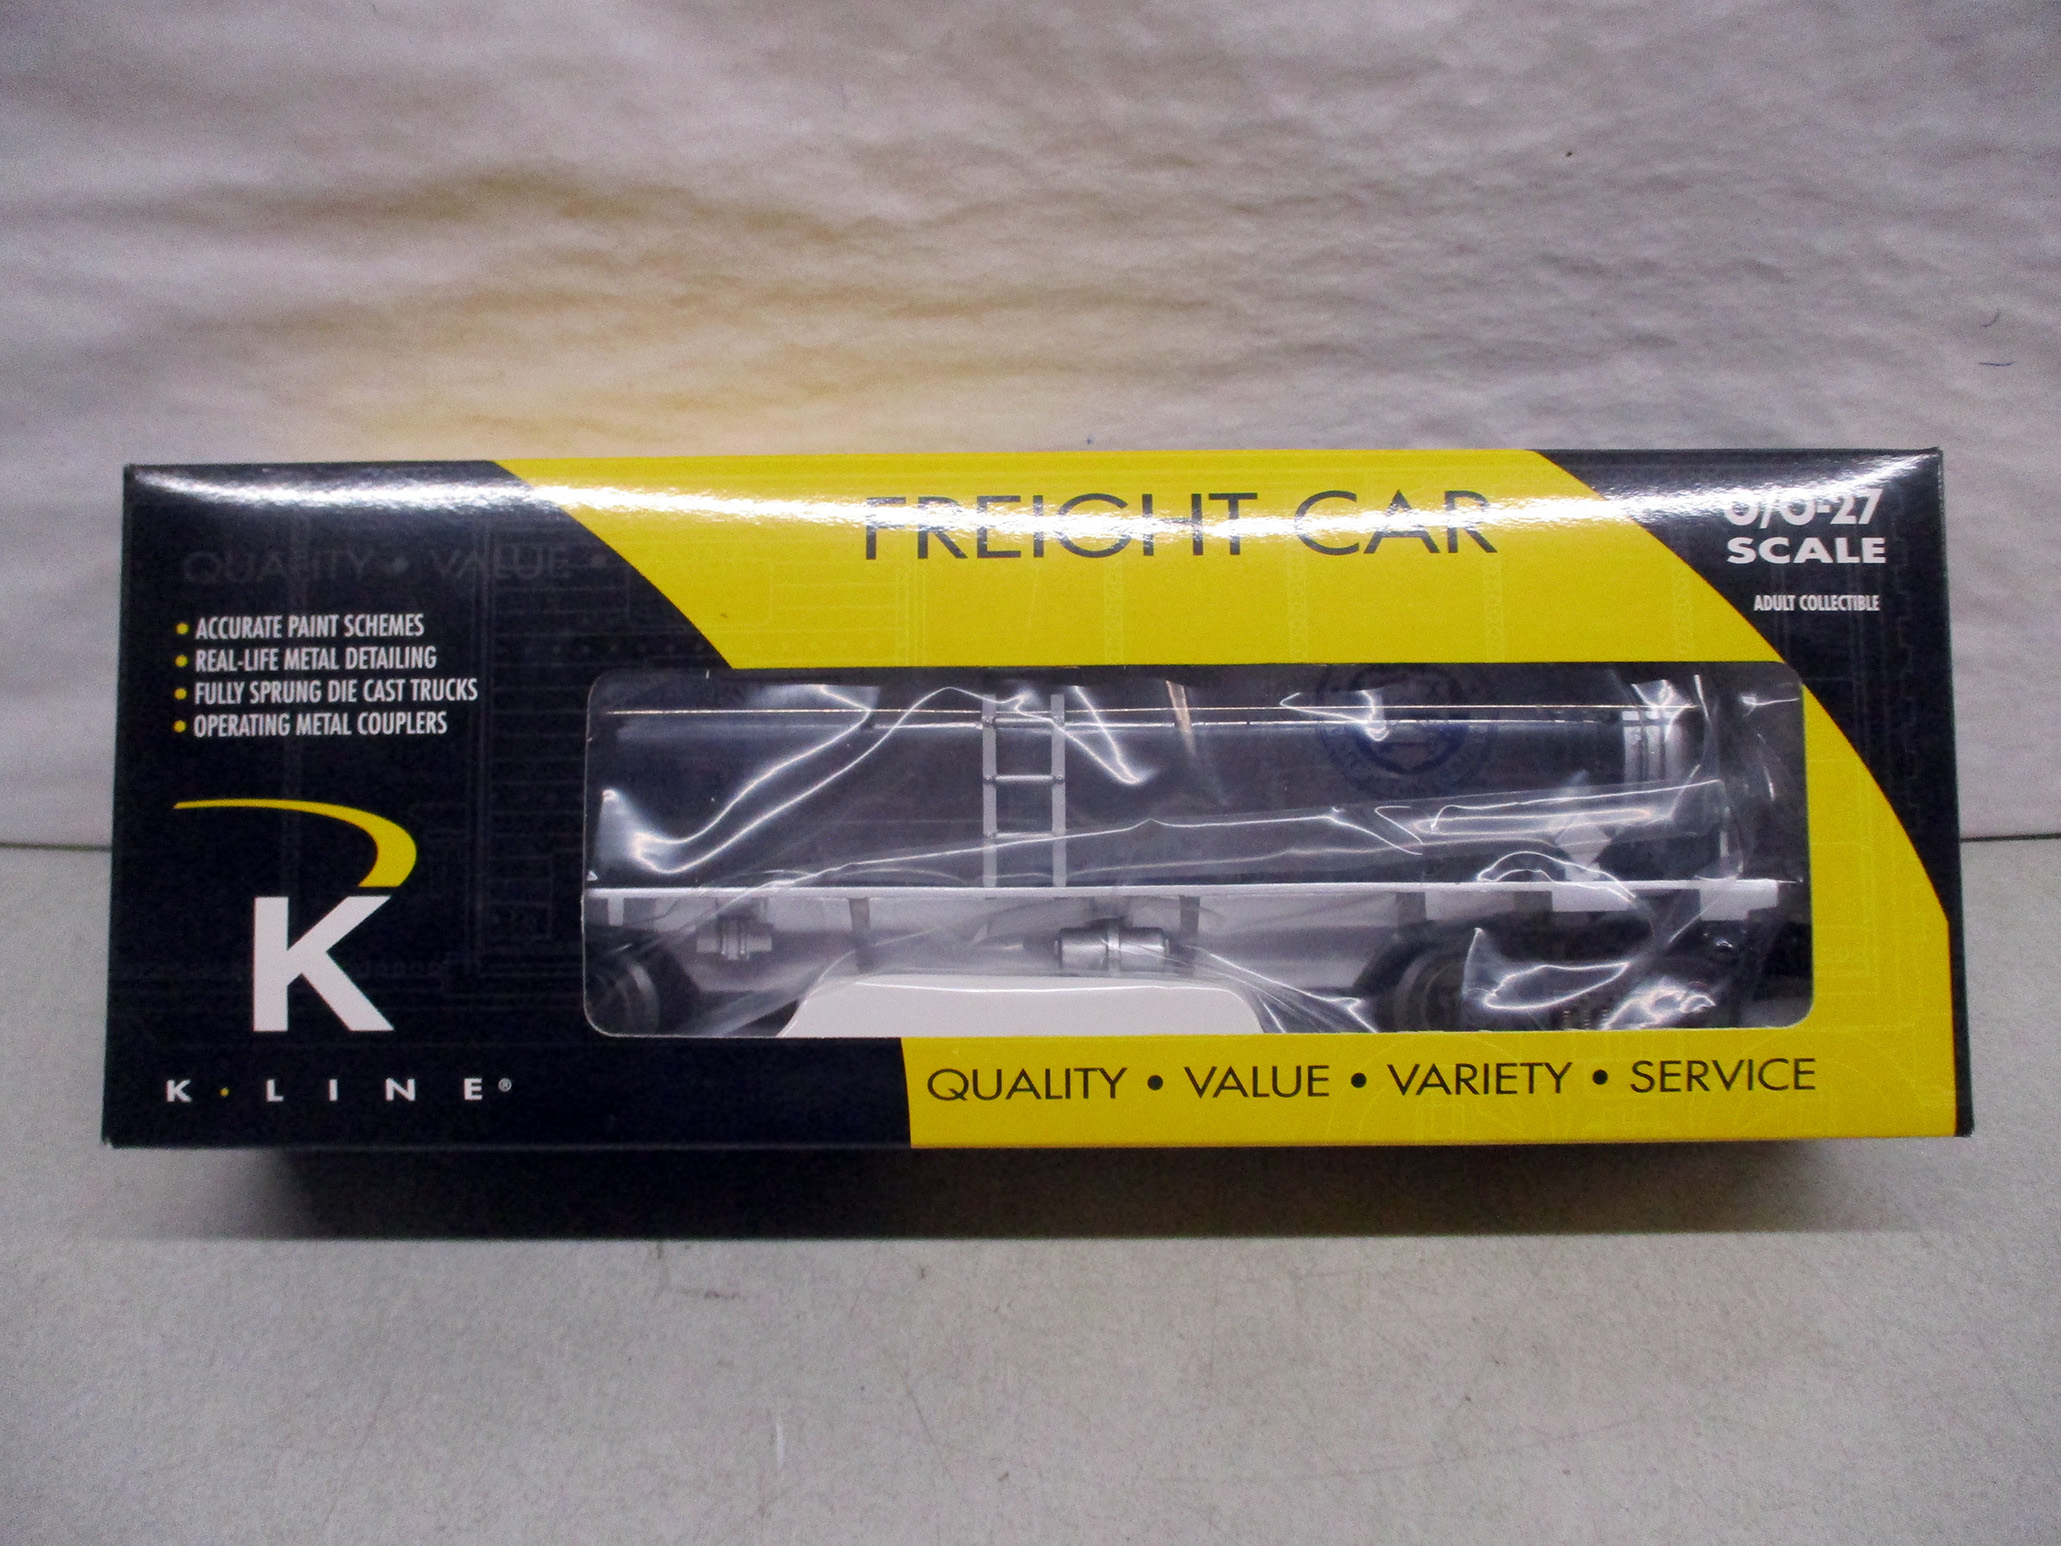 FREIGHT CAR
O/O-27
SCALE
ADULT COLLECTIBLE
QUALITY • VALUE •
• ACCURATE PAINT SCHEMES
• REAL-LIFE METAL DETAILING
• FULLY SPRUNG DIE CAST TRUCKS
• OPERATING METAL COUPLERS
K
K·LINE®
QUALITY • VALUE • VARIETY • SERVICE